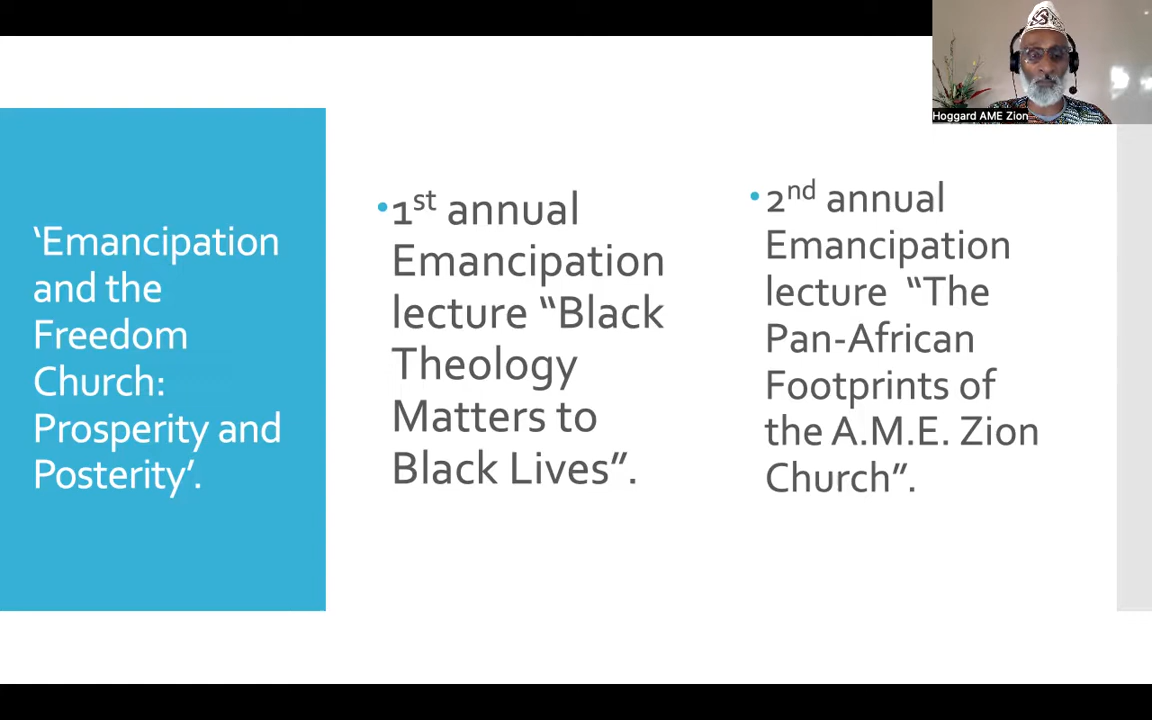 ‘Emancipation
and the
Freedom
Church:
Prosperity and
Posterity’.
•1st annual
Emancipation
lecture “Black
Theology
Matters to
Black Lives”.
•2nd annual
Emancipation
lecture “The
Pan-African
Footprints of
the A.M.E. Zion
Church”.
Hoggard AME Zion